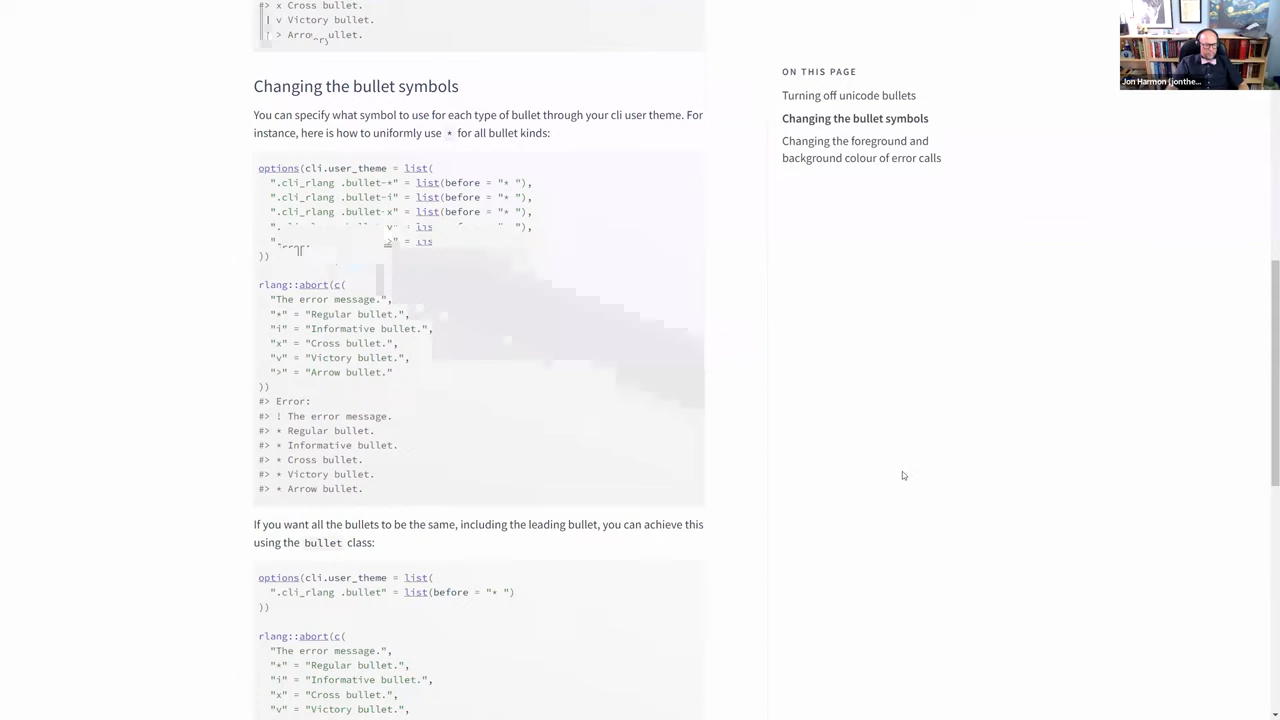 #> x Cross bullet.
v Victory bullet.
>
Changing the bullet symbols
You can specify what symbol to use for each type of bullet through your cli user theme. For
instance, here is how to uniformly use * for all bullet kinds:
options(cli.user_theme = list(
".cli_rlang .bullet-*" = list(before = "* "),
".cli_rlang .bullet-i" = list(before = "* "),
".cli_rlang .bullet-x" = list(before = "* "),
))
rlang::abort(c(
"The error message.",
"*" = "Regular bullet.",
"i" = "Informative bullet.",
"x" = "Cross bullet.",
"v" = "Victory bullet.",
">" = "Arrow bullet."
))
#> Error:
#> ! The error message.
#> * Regular bullet.
#> * Informative bullet.
#> * Cross bullet.
#> * Victory bullet.
#> * Arrow bullet.
If you want all the bullets to be the same, including the leading bullet, you can achieve this
using the bullet class:
options(cli.user_theme = list(
".cli_rlang .bullet" = list(before = "* ")
))
rlang::abort(c(
"The error message.",
"*" = "Regular bullet.",
"i" = "Informative bullet.",
"x" = "Cross bullet.",
"v" = "Victory bullet.",
ON THIS PAGE
Turning off unicode bullets
Changing the bullet symbols
Changing the foreground and
background colour of error calls
Jon Harmon (jonthe...